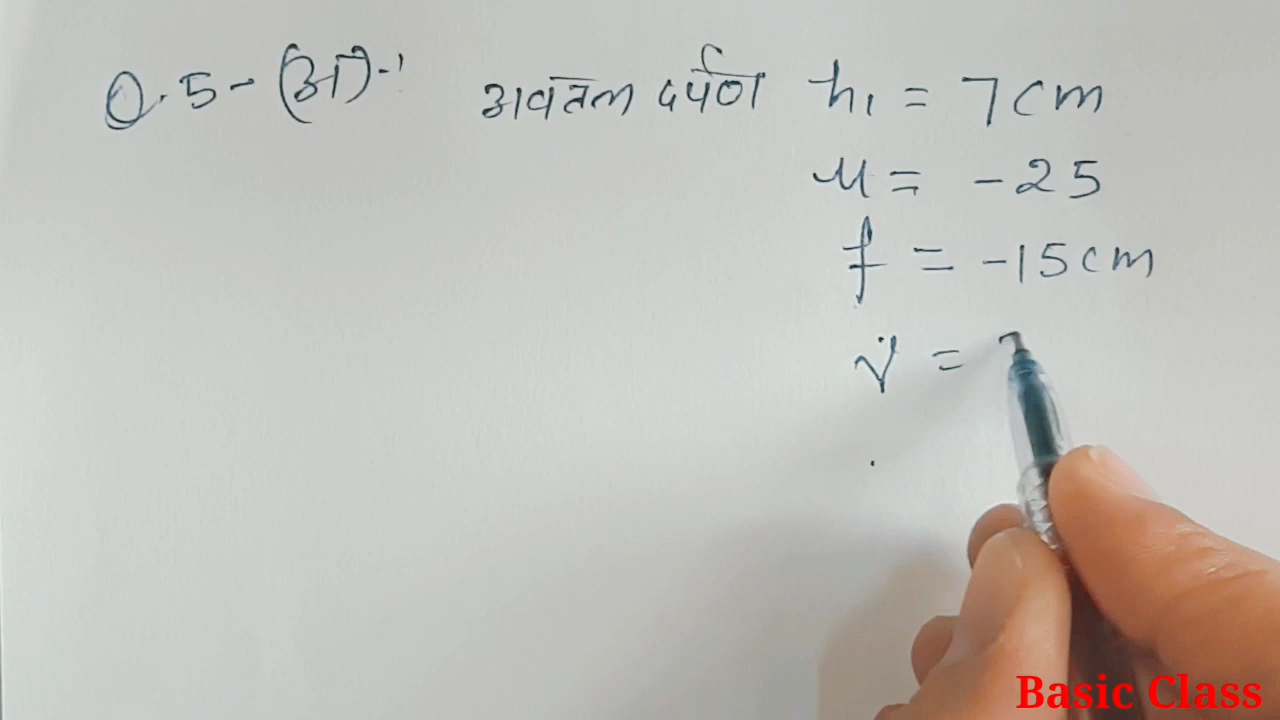 Q. 5 - (अ) -' अवतल दर्पण h₁ = 7cm
u = -25
f = -15cm
v =
Basic Class